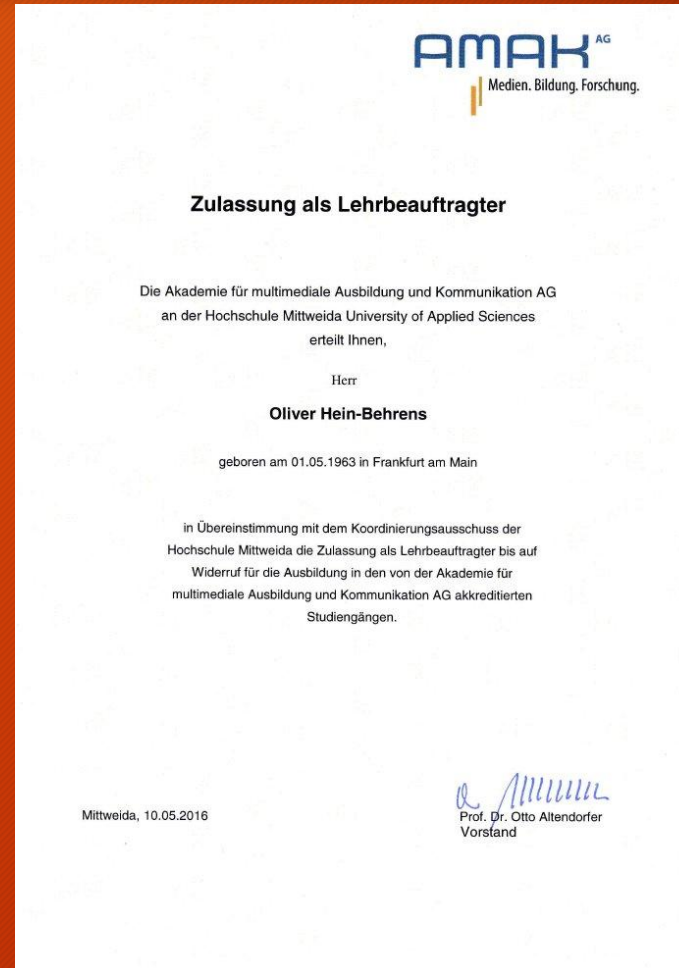 AMAK AG
Medien. Bildung. Forschung.
Zulassung als Lehrbeauftragter
Die Akademie für multimediale Ausbildung und Kommunikation AG
an der Hochschule Mittweida University of Applied Sciences
erteilt Ihnen,
Herr
Oliver Hein-Behrens
geboren am 01.05.1963 in Frankfurt am Main
in Übereinstimmung mit dem Koordinierungsausschuss der
Hochschule Mittweida die Zulassung als Lehrbeauftragter bis auf
Widerruf für die Ausbildung in den von der Akademie für
multimediale Ausbildung und Kommunikation AG akkreditierten
Studiengängen.
Mittweida, 10.05.2016
Prof. Dr. Otto Altendorfer
Vorstand